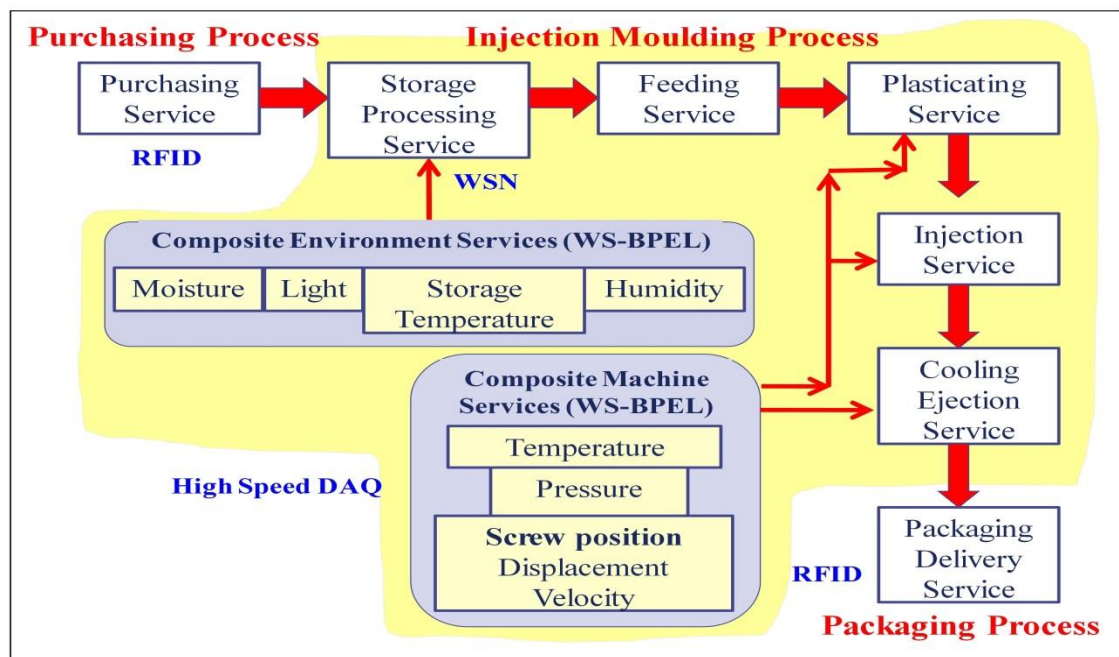 Purchasing Process
Injection Moulding Process
Purchasing
Service
Storage
Processing
Service
Feeding
Service
Plasticating
Service
RFID
WSN
Composite Environment Services (WS-BPEL)
Moisture
Light
Storage
Temperature
Humidity
Injection
Service
Composite Machine
Services (WS-BPEL)
Temperature
Pressure
Screw position
Displacement
Velocity
Cooling
Ejection
Service
High Speed DAQ
RFID
Packaging
Delivery
Service
Packaging Process